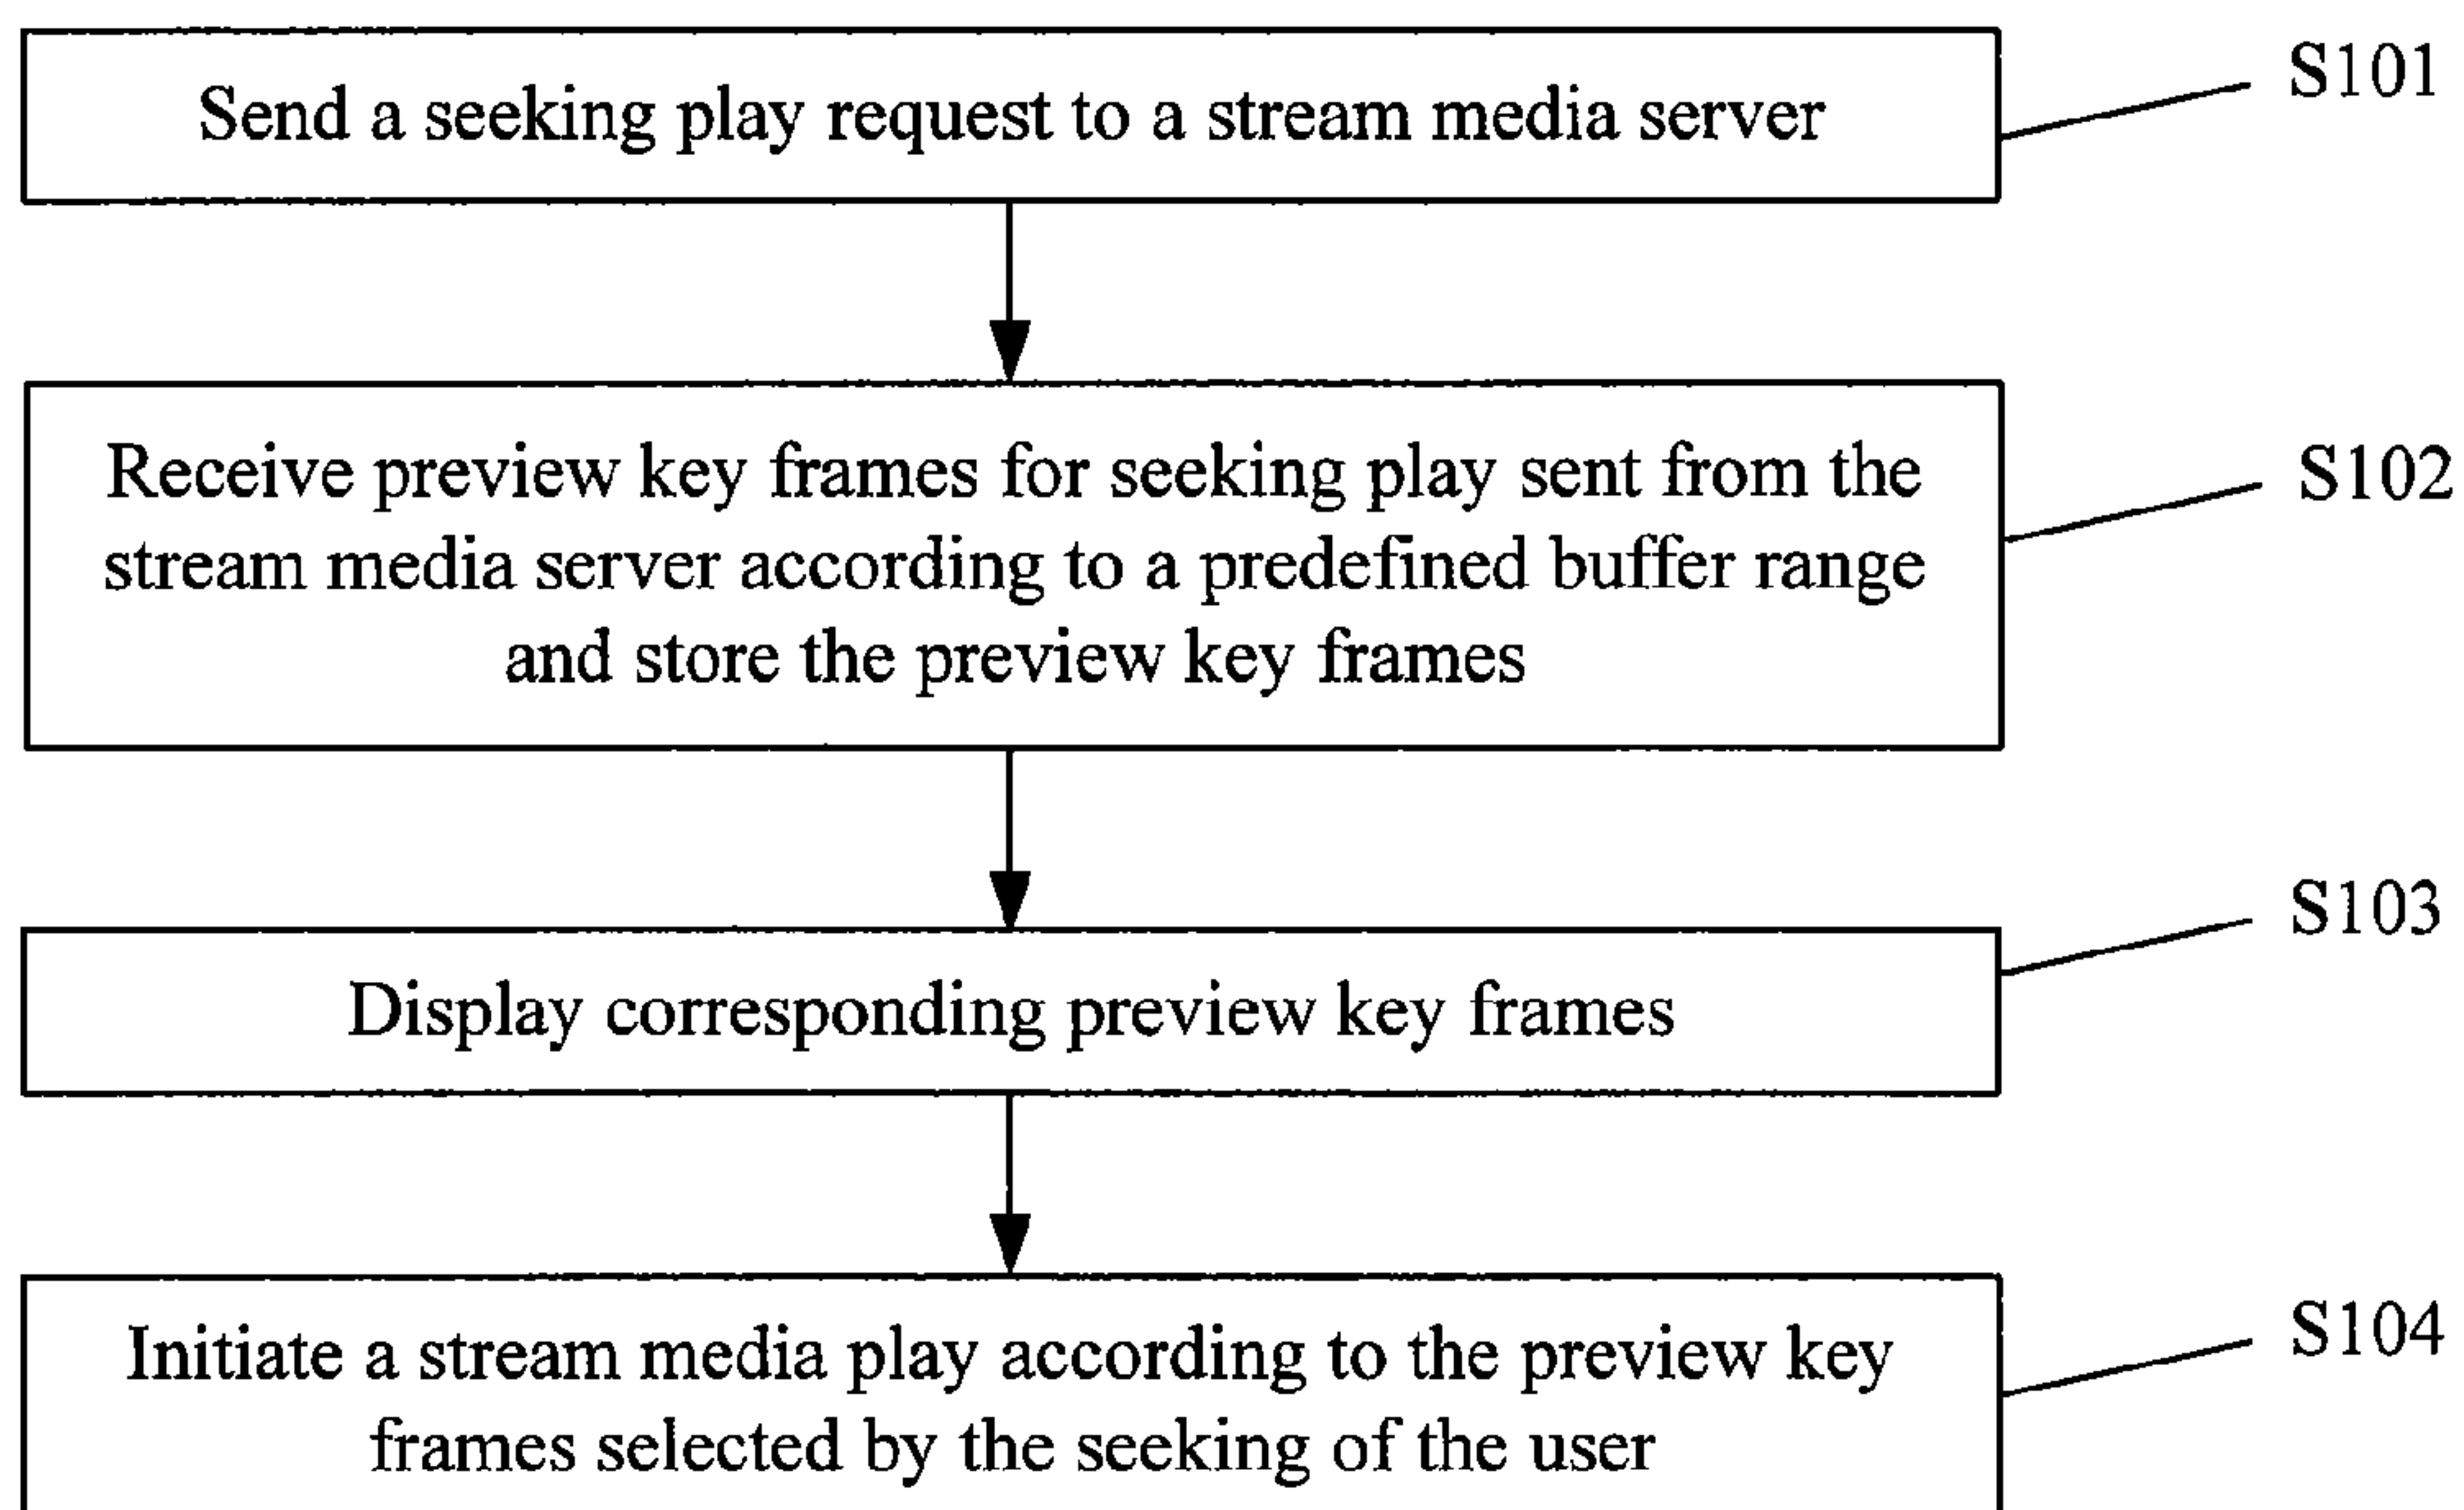 Send a seeking play request to a stream media server
S101
Receive preview key frames for seeking play sent from the
stream media server according to a predefined buffer range
and store the preview key frames
S102
Display corresponding preview key frames
S103
Initiate a stream media play according to the preview key
frames selected by the seeking of the user
S104